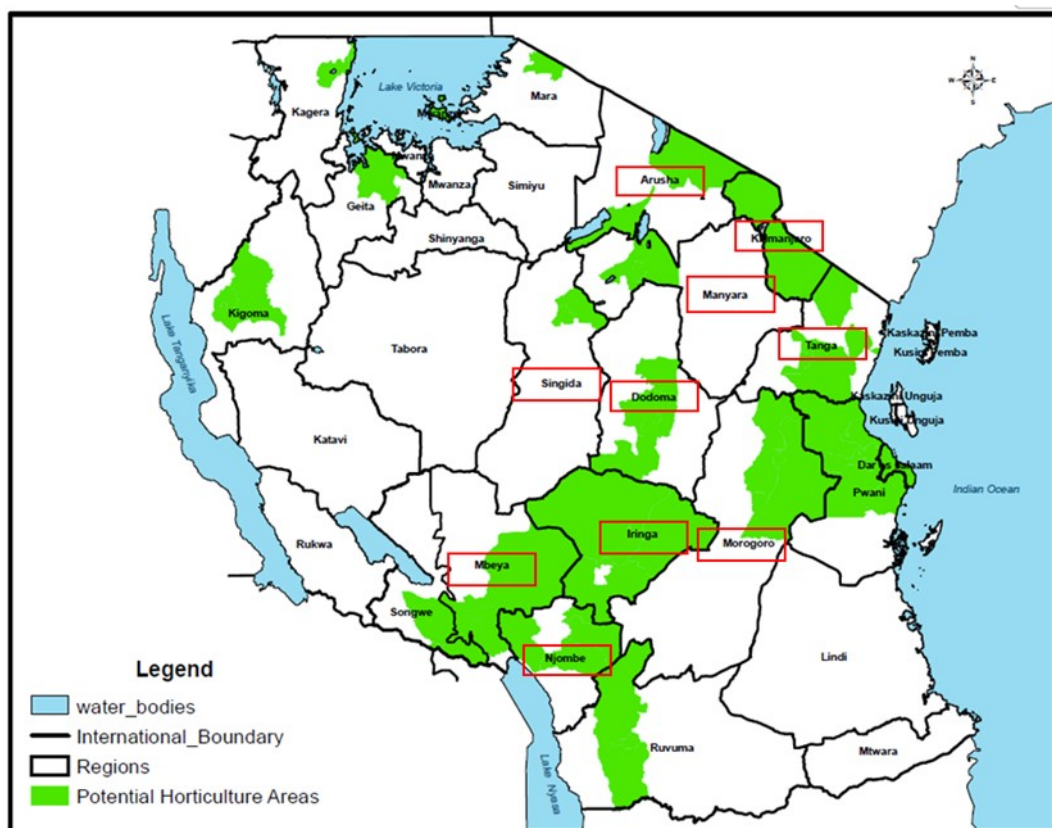 N
W E
S
Lake Victoria
Mara
Kagera
Mwanza
Arusha
Mwanza
Simiyu
Geita
Shinyanga
Kilimanjaro
Manyara
Kigoma
Lake Tanganyika
Kaskazini Pemba
Tabora
Tanga
Kusini Pemba
Singida
Dodoma
Kaskazini Unguja
Kusini Unguja
Katavi
Dar es Salaam
Pwani
Indian Ocean
Iringa
Rukwa
Morogoro
Mbeya
Songwe
Njombe
Lindi
Ruvuma
Mtwara
Lake Nyasa
Legend
water_bodies
International_Boundary
Regions
Potential Horticulture Areas